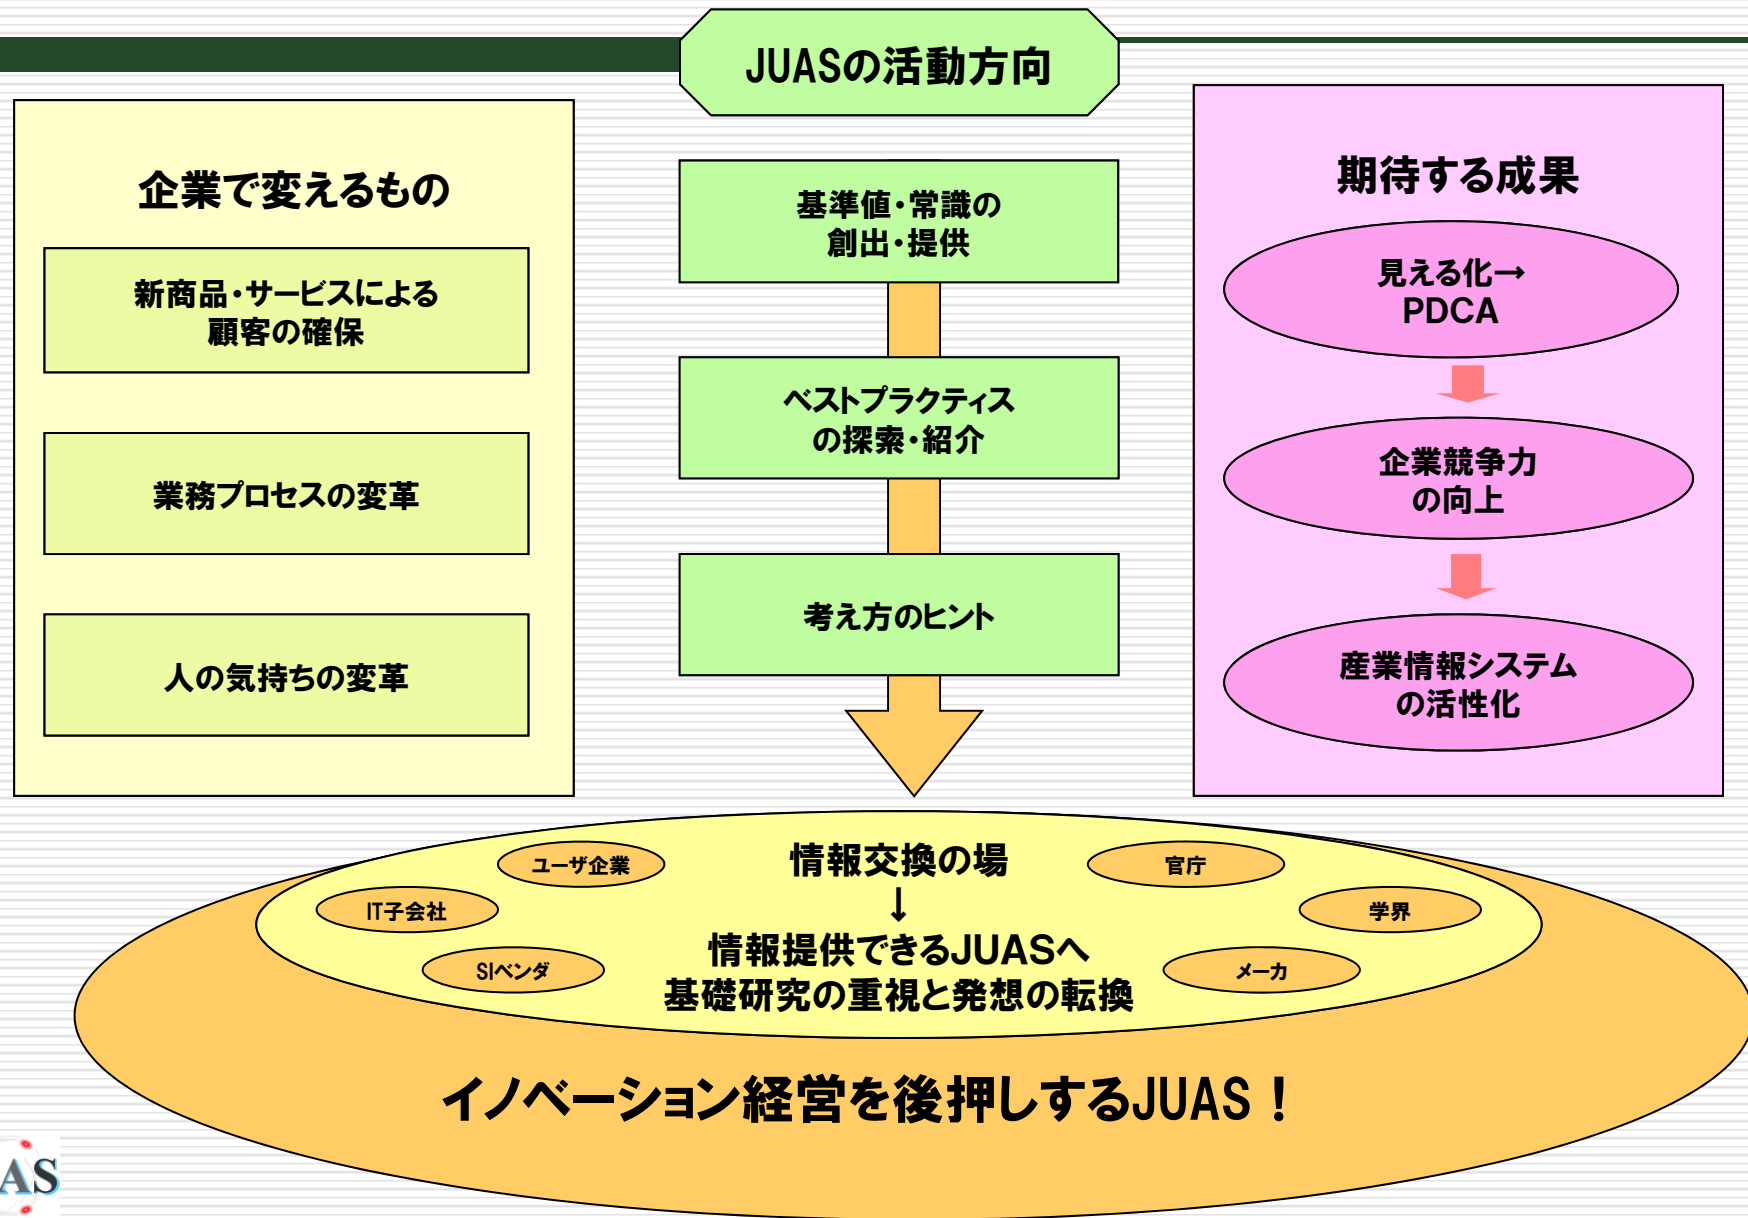 JUASの活動方向
企業で変えるもの
新商品・サービスによる
顧客の確保
業務プロセスの変革
人の気持ちの変革
基準値・常識の
創出・提供
ベストプラクティス
の探索・紹介
考え方のヒント
期待する成果
見える化→
PDCA
企業競争力
の向上
産業情報システム
の活性化
情報交換の場
↓
情報提供できるJUASへ
基礎研究の重視と発想の転換
ユーザ企業
IT子会社
SIベンダ
官庁
学界
メーカ
イノベーション経営を後押しするJUAS！
AS